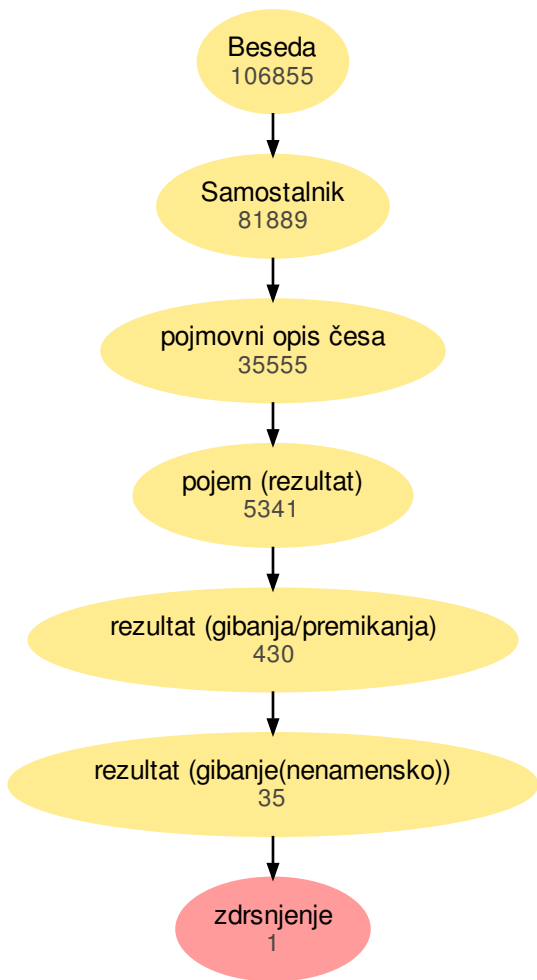 Beseda
106855
Samostalnik
81889
pojmovni opis česa
35555
pojem (rezultat)
5341
rezultat (gibanja/premikanja)
430
rezultat (gibanje(nenamensko))
35
zdrsnjenje
1